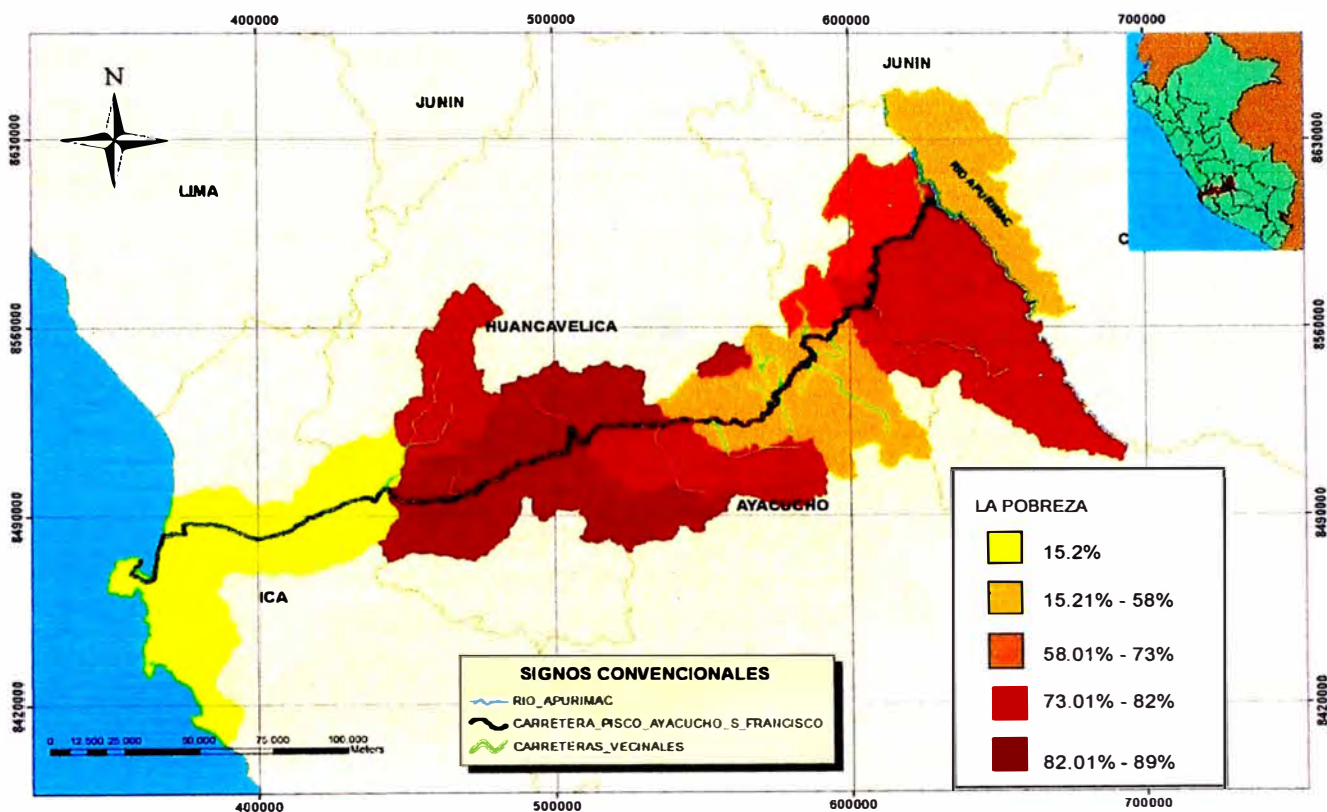 400000 500000 600000 700000
N
JUNIN
JUNIN
LIMA
RIO APURIMAC
C
HUANCAVELICA
AYACUCHO
ICA
8630000
8560000
8490000
8420000
8630000
8560000
8490000
8420000
LA POBREZA
15.2%
15.21% - 58%
58.01% - 73%
73.01% - 82%
82.01% - 89%
SIGNOS CONVENCIONALES
RIO_APURIMAC
CARRETERA_PISCO_AYACUCHO_S_FRANCISCO
CARRETERAS_VECINALES
0 12.500 25.000 50.000 75.000 100.000
Meters
400000 500000 600000 700000